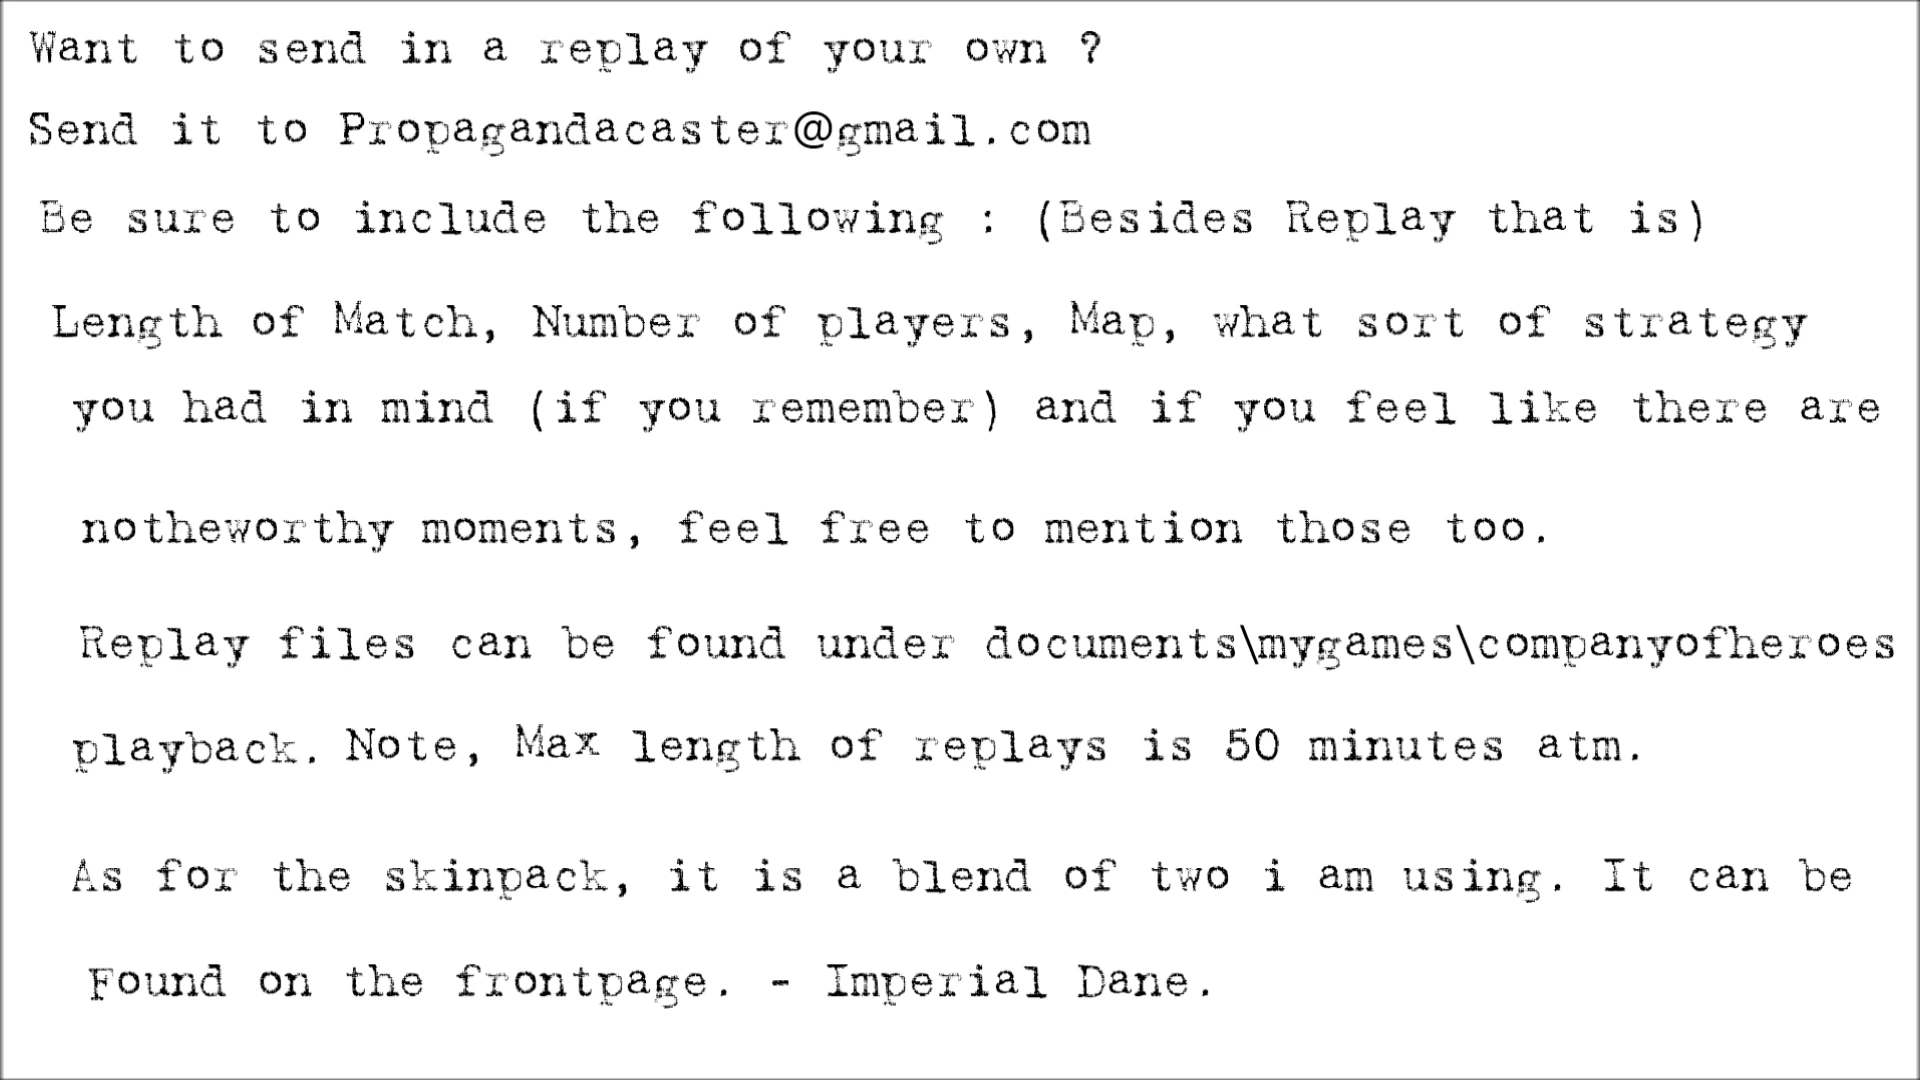 Want to send in a replay of your own ?
Send it to Propagandacaster@gmail.com
Be sure to include the following : (Besides Replay that is)
Length of Match, Number of players, Map, what sort of strategy
you had in mind (if you remember) and if you feel like there are
notheworthy moments, feel free to mention those too.
Replay files can be found under documents\mygames\companyofheroes
playback. Note, Max length of replays is 50 minutes atm.
As for the skinpack, it is a blend of two i am using. It can be
Found on the frontpage. - Imperial Dane.